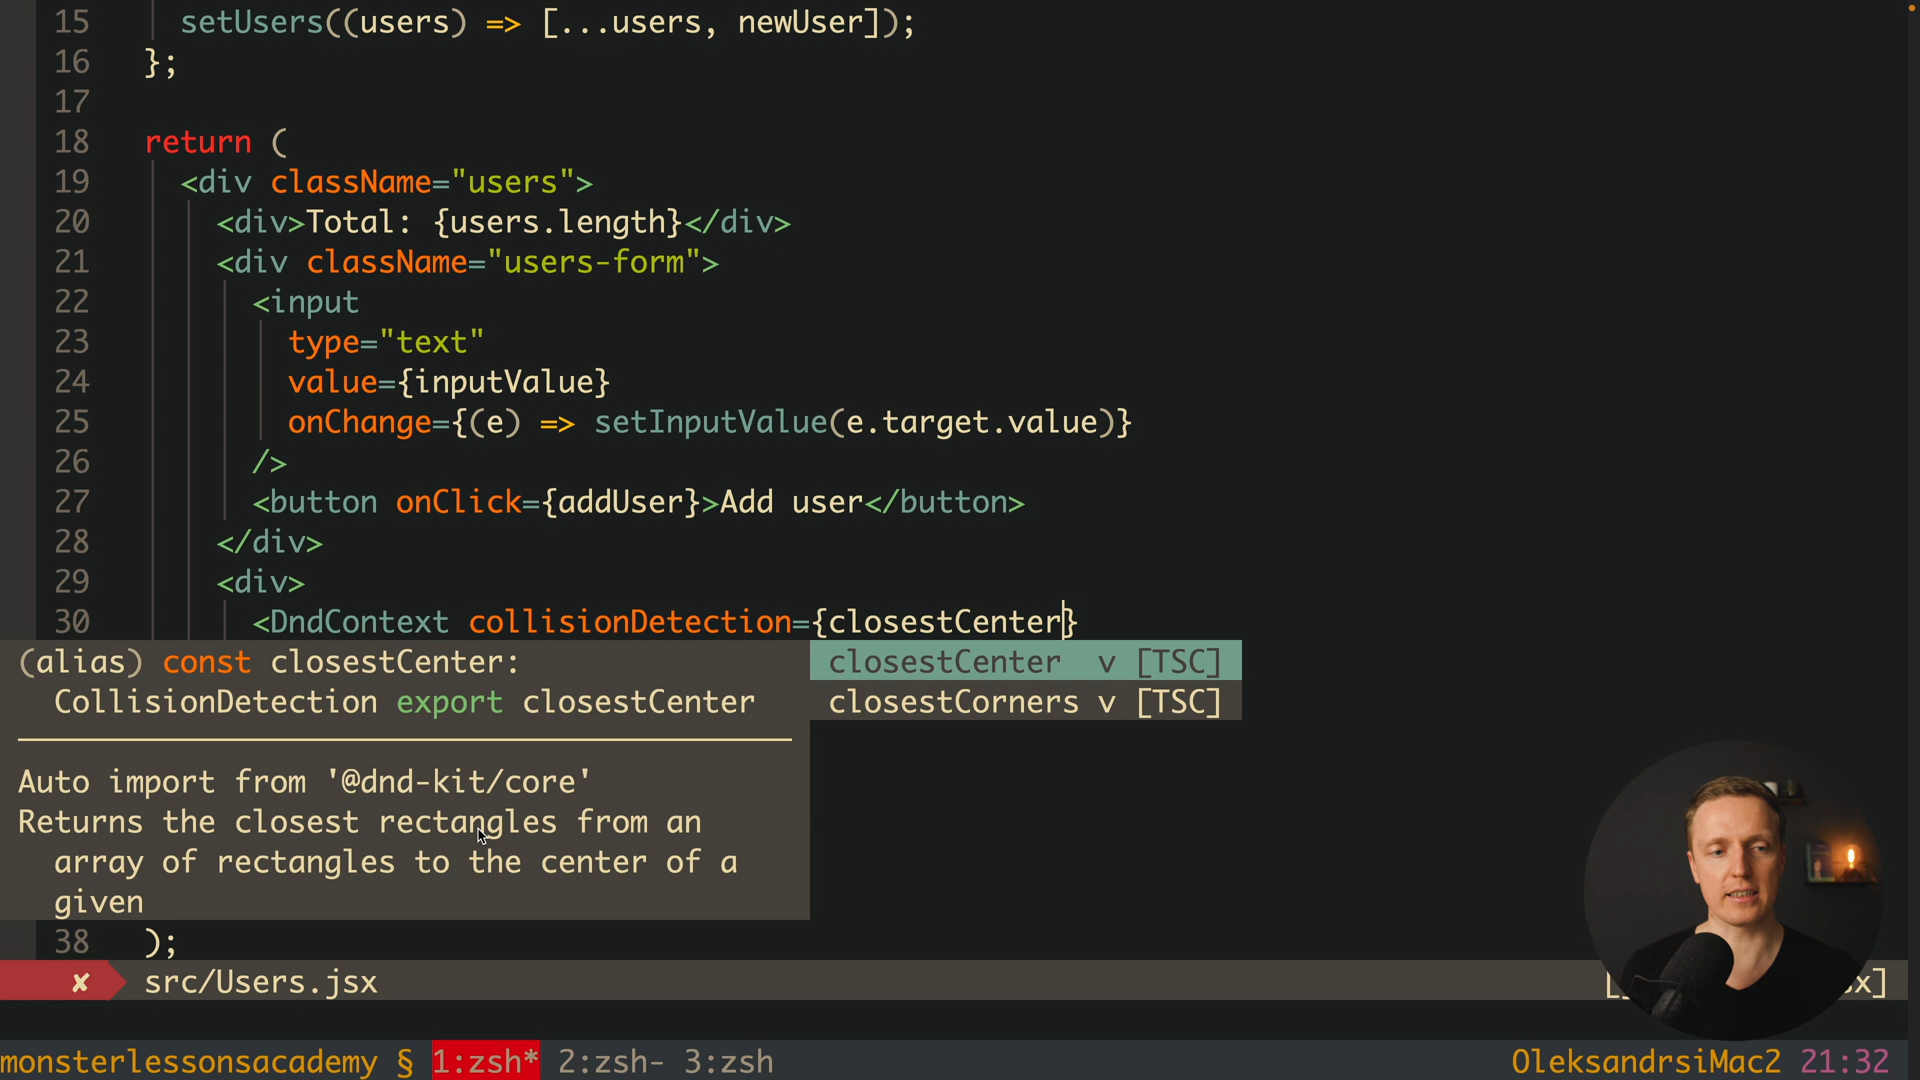 15 setUsers((users) => [...users, newUser]);
16 };
17
18 return (
19 <div className="users">
20 <div>Total: {users.length}</div>
21 <div className="users-form">
22 <input
23 type="text"
24 value={inputValue}
25 onChange={(e) => setInputValue(e.target.value)}
26 />
27 <button onClick={addUser}>Add user</button>
28 </div>
29 <div>
30 <DndContext collisionDetection={closestCenter}
(alias) const closestCenter:
CollisionDetection export closestCenter
closestCenter v [TSC]
closestCorners v [TSC]
Auto import from '@dnd-kit/core'
Returns the closest rectangles from an
array of rectangles to the center of a
given
38 );
✘ src/Users.jsx
monsterlessonsacademy § 1:zsh* 2:zsh- 3:zsh
OleksandrsiMac2 21:32